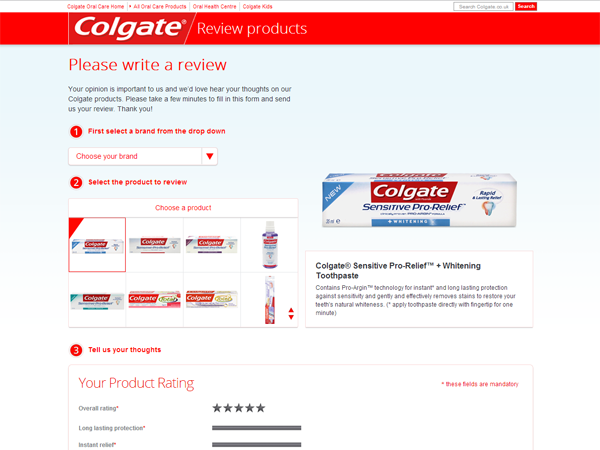 Colgate Oral Care Home
All Oral Care Products
Oral Health Centre
Colgate Kids
Search Colgate.co.uk
Search
Colgate® Review products
Please write a review
Your opinion is important to us and we'd love hear your thoughts on our
Colgate products. Please take a few minutes to fill in this form and send
us your review. Thank you!
1 First select a brand from the drop down
Choose your brand
2 Select the product to review
Choose a product
NEW
Colgate
SENSITIVE PRO-RELIEF™
+ WHITENING
Rapid
& Lasting Relief
Colgate® Sensitive Pro-Relief™ + Whitening
Toothpaste
Contains Pro-Argin™ technology for instant* and long lasting protection
against sensitivity and gently and effectively removes stains to restore your
teeth's natural whiteness. (* apply toothpaste directly with fingertip for one
minute)
3 Tell us your thoughts
Your Product Rating
* these fields are mandatory
Overall rating*
Long lasting protection*
Instant relief*